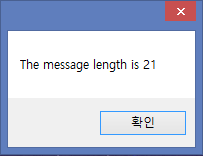 The message length is 21
확인